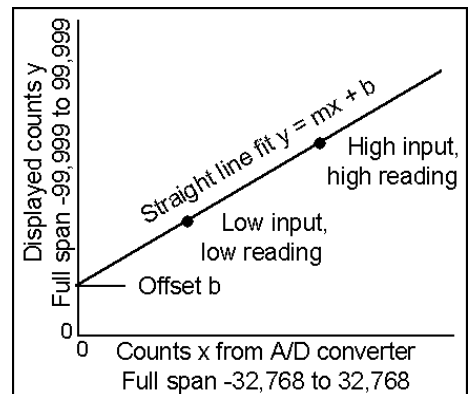 Displayed counts y
Full span -99,999 to 99,999
Straight line fit y = mx + b
High input,
high reading
Low input,
low reading
Offset b
0
0
Counts x from A/D converter
Full span -32,768 to 32,768